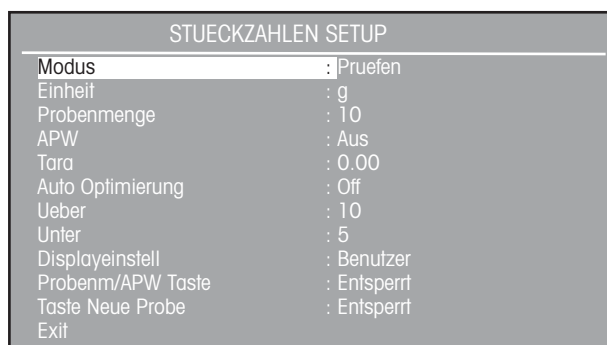 STUECKZAHLEN SETUP
Modus : Pruefen
Einheit : g
Probenmenge : 10
APW : Aus
Tara : 0.00
Auto Optimierung : Off
Ueber : 10
Unter : 5
Displayeinstell : Benutzer
Probenm/APW Taste : Entsperrt
Taste Neue Probe : Entsperrt
Exit